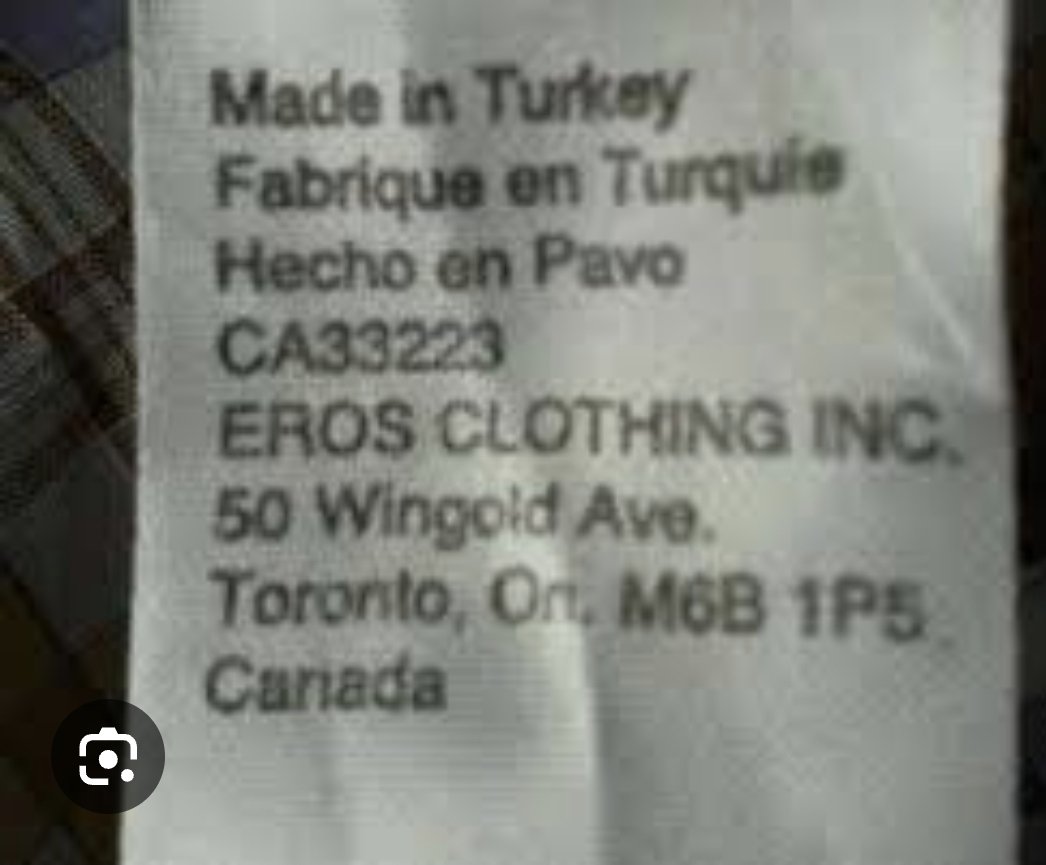 Made in Turkey
Fabrique en Turquie
Hecho en Pavo
CA33223
EROS CLOTHING INC.
50 Wingold Ave.
Toronto, On. M6B 1P5
Canada